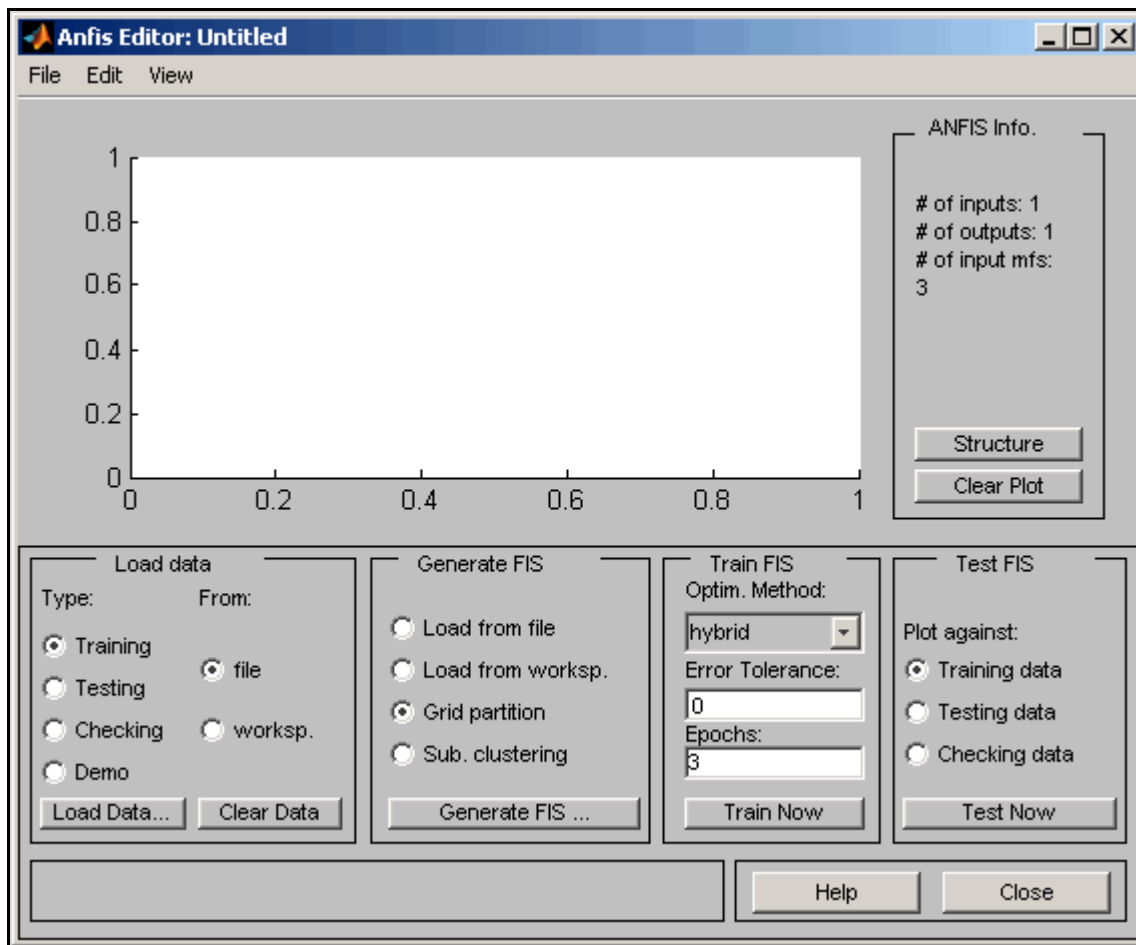 Anfis Editor: Untitled
File Edit View
ANFIS Info.
# of inputs: 1
# of outputs: 1
# of input mfs:
3
Structure
Clear Plot
1
0.8
0.6
0.4
0.2
0
0 0.2 0.4 0.6 0.8 1
Load data
Type: From:
Training
Testing
Checking
Demo
file
worksp.
Load Data... Clear Data
Generate FIS
Load from file
Load from worksp.
Grid partition
Sub. clustering
Generate FIS ...
Train FIS
Optim. Method:
hybrid
Error Tolerance:
0
Epochs:
3
Train Now
Test FIS
Plot against:
Training data
Testing data
Checking data
Test Now
Help Close